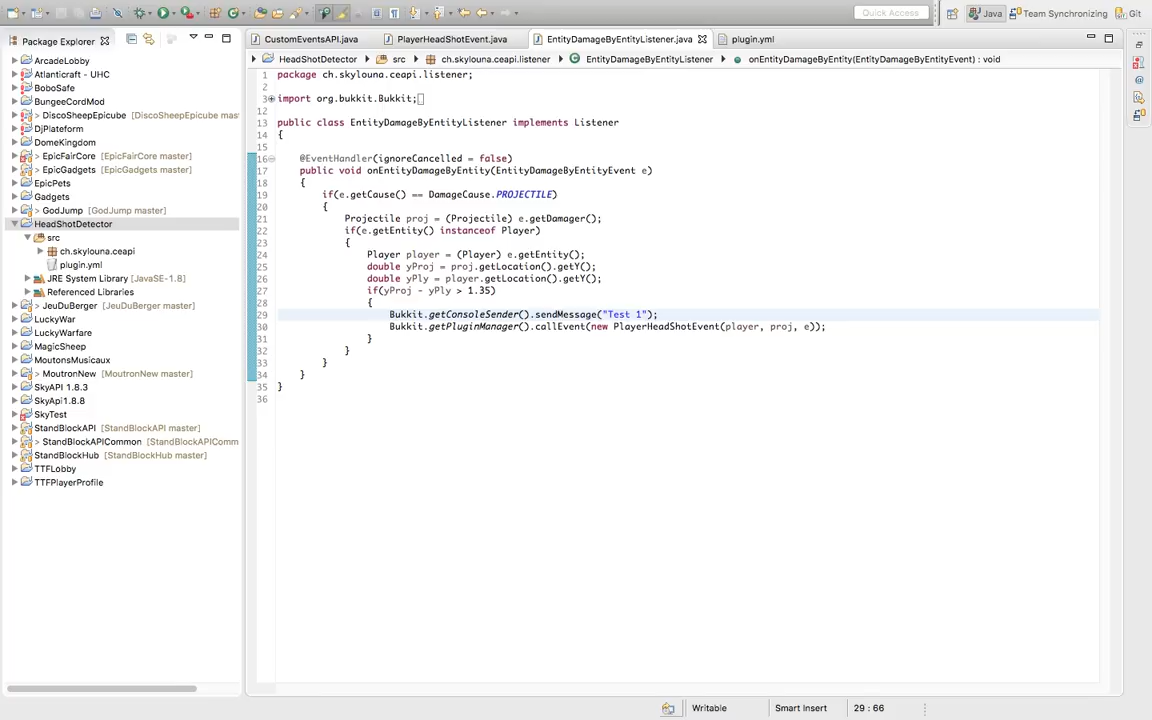 Quick Access
Java
Team Synchronizing
Git
Package Explorer
ArcadeLobby
Atlanticraft - UHC
BoboSafe
BungeeCordMod
> DiscoSheepEpicube [DiscoSheepEpicube mast
DjPlateform
DomeKingdom
> EpicFairCore [EpicFairCore master]
> EpicGadgets [EpicGadgets master]
EpicPets
Gadgets
> GodJump [GodJump master]
HeadShotDetector
src
ch.skylouna.ceapi
plugin.yml
JRE System Library [JavaSE-1.8]
Referenced Libraries
> JeuDuBerger [JeuDuBerger master]
LuckyWar
LuckyWarfare
MagicSheep
MoutonsMusicaux
> MoutronNew [MoutronNew master]
SkyAPI 1.8.3
SkyApi1.8.8
SkyTest
StandBlockAPI [StandBlockAPI master]
> StandBlockAPICommon [StandBlockAPIComm
StandBlockHub [StandBlockHub master]
TTFLobby
TTFPlayerProfile
CustomEventsAPI.java
PlayerHeadShotEvent.java
EntityDamageByEntityListener.java
plugin.yml
HeadShotDetector
src
ch.skylouna.ceapi.listener
EntityDamageByEntityListener
onEntityDamageByEntity(EntityDamageByEntityEvent) : void
1 package ch.skylouna.ceapi.listener;
2
3 import org.bukkit.Bukkit;
12
13 public class EntityDamageByEntityListener implements Listener
14 {
15
16 @EventHandler(ignoreCancelled = false)
17 public void onEntityDamageByEntity(EntityDamageByEntityEvent e)
18 {
19 if(e.getCause() == DamageCause.PROJECTILE)
20 {
21 Projectile proj = (Projectile) e.getDamager();
22 if(e.getEntity() instanceof Player)
23 {
24 Player player = (Player) e.getEntity();
25 double yProj = proj.getLocation().getY();
26 double yPly = player.getLocation().getY();
27 if(yProj - yPly > 1.35)
28 {
29 Bukkit.getConsoleSender().sendMessage("Test 1");
30 Bukkit.getPluginManager().callEvent(new PlayerHeadShotEvent(player, proj, e));
31 }
32 }
33 }
34 }
35 }
36
Writable
Smart Insert
29 : 66